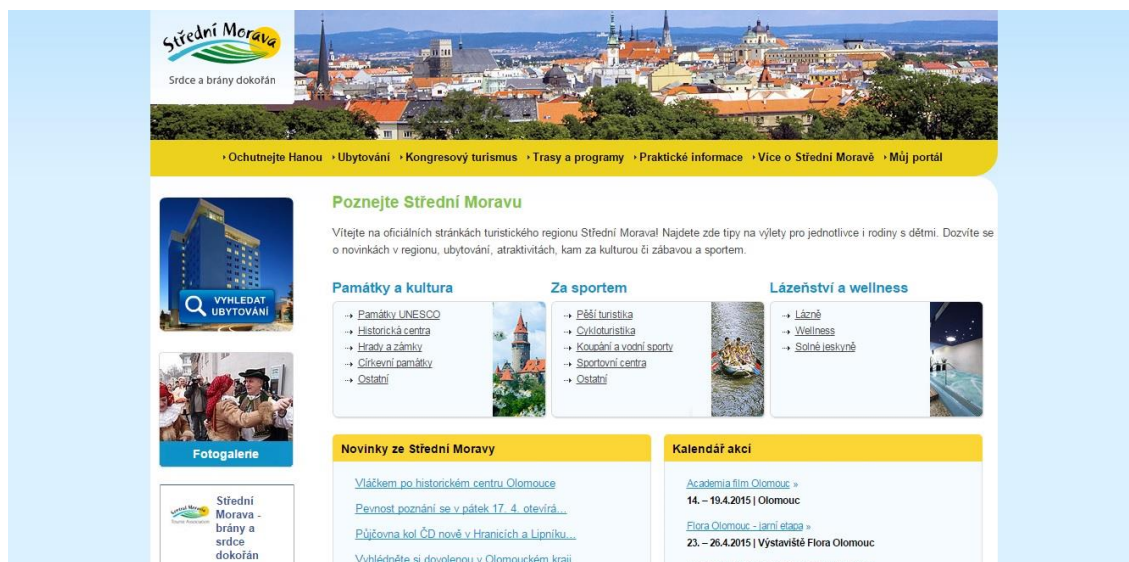 Střední Morava
Srdce a brány dokořán
Ochutnejte Hanou Ubytování Kongresový turismus Trasy a programy Praktické informace Více o Střední Moravě Můj portál
VYHLEDAT
UBYTOVÁNÍ
Fotogalerie
Střední
Morava -
brány a
srdce
dokořán
Poznejte Střední Moravu
Vítejte na oficiálních stránkách turistického regionu Střední Morava! Najdete zde tipy na výlety pro jednotlivce i rodiny s dětmi. Dozvíte se
o novinkách v regionu, ubytování, atraktivitách, kam za kulturou či zábavou a sportem.
Památky a kultura
Památky UNESCO
Historická centra
Hrady a zámky
Církevní památky
Ostatní
Za sportem
Pěší turistika
Cykloturistika
Koupání a vodní sporty
Sportovní centra
Ostatní
Lázeňství a wellness
Lázně
Wellness
Solné jeskyně
Novinky ze Střední Moravy
Vláčkem po historickém centru Olomouce
Pevnost poznání se v pátek 17. 4. otevírá...
Půjčovna kol ČD nově v Hranicích a Lipníku...
Vyhlédněte si dovolenou v Olomouckém kraji
Kalendář akcí
Academia film Olomouc »
14. – 19.4.2015 | Olomouc
Flora Olomouc - jarní etapa »
23. – 26.4.2015 | Výstaviště Flora Olomouc